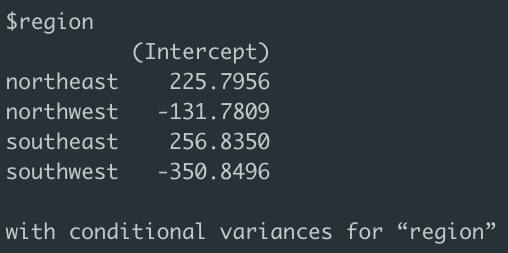 $region
(Intercept)
northeast 225.7956
northwest -131.7809
southeast 256.8350
southwest -350.8496
with conditional variances for “region”